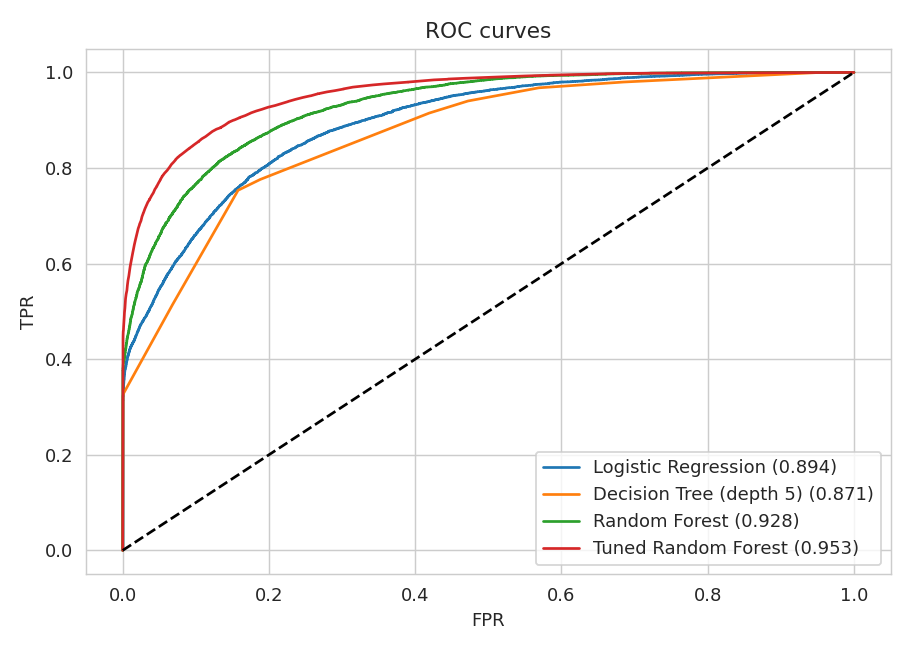 ROC curves
1.0
0.8
0.6
0.4
0.2
0.0
TPR
0.0 0.2 0.4 0.6 0.8 1.0
FPR
Logistic Regression (0.894)
Decision Tree (depth 5) (0.871)
Random Forest (0.928)
Tuned Random Forest (0.953)